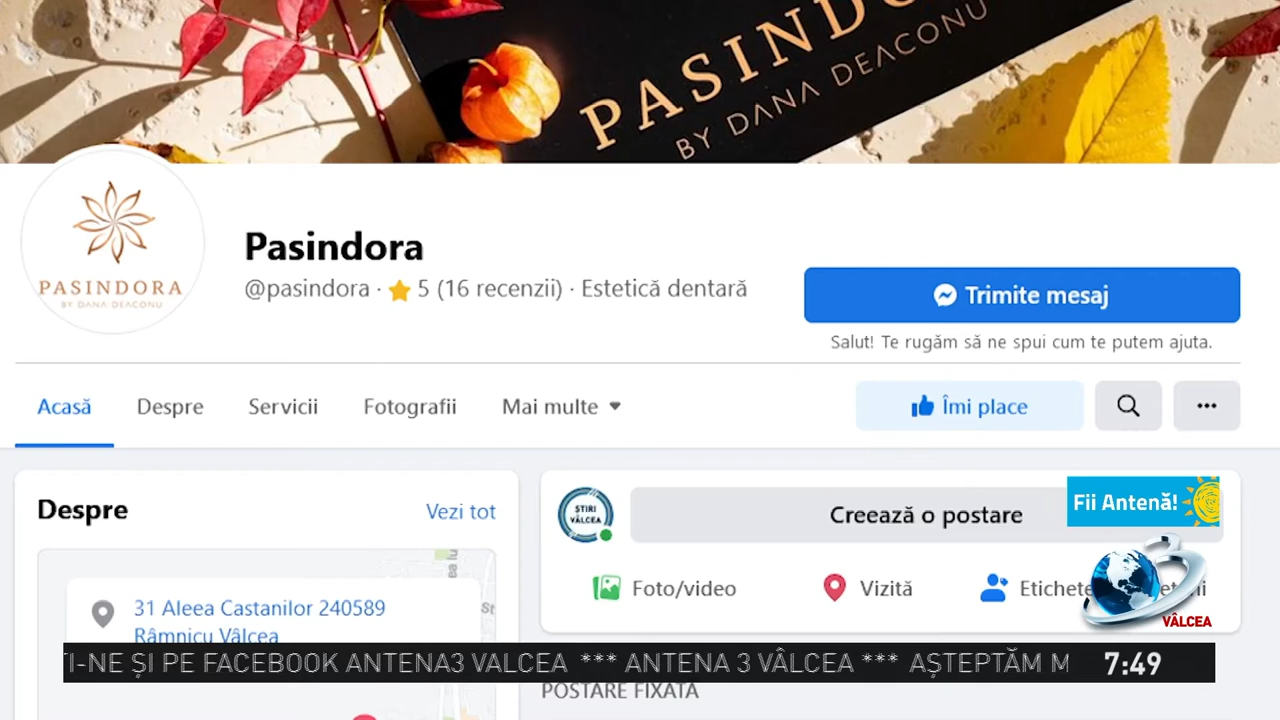 PASINDO
BY DANA DEACONU
PASINDORA
BY DANA DEACONU
Pasindora
@pasindora · 5 (16 recenzii) · Estetică dentară
Trimite mesaj
Salut! Te rugăm să ne spui cum te putem ajuta.
Acasă
Despre
Servicii
Fotografii
Mai multe
Îmi place
Despre
Vezi tot
ȘTIRI
VÂLCEA
Creează o postare
Fii Antenă!
Foto/video
Vizită
31 Aleea Castanilor 240589
Râmnicu Vâlcea
3
VÂLCEA
TI-NE ȘI PE FACEBOOK ANTENA3 VALCEA *** ANTENA 3 VÂLCEA *** AȘTEPTĂM M
7:49
POSTARE FIXATĂ